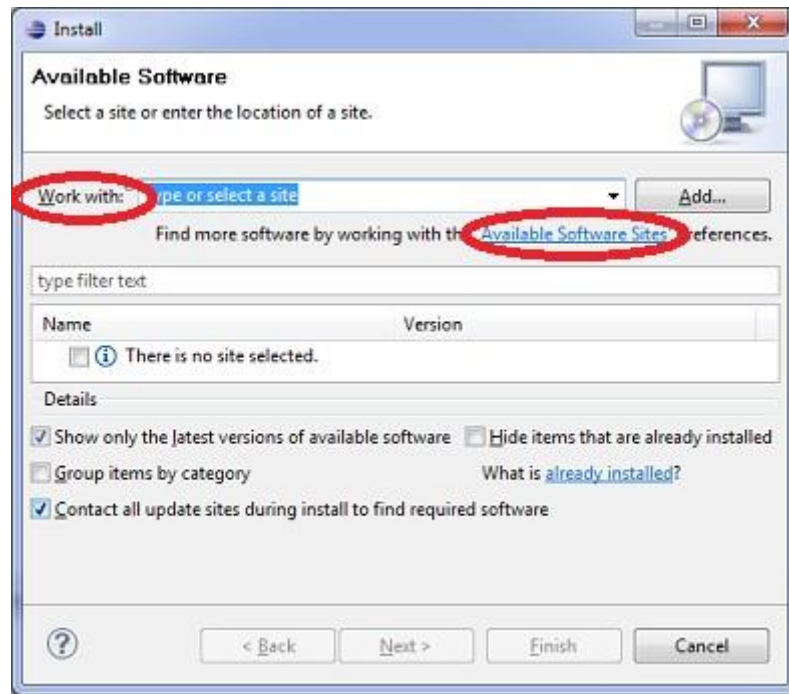 Install
Available Software
Select a site or enter the location of a site.
Work with: type or select a site Add...
Find more software by working with the "Available Software Sites" preferences.
type filter text
Name Version
There is no site selected.
Details
Show only the latest versions of available software Hide items that are already installed
Group items by category What is already installed?
Contact all update sites during install to find required software
? < Back Next > Finish Cancel